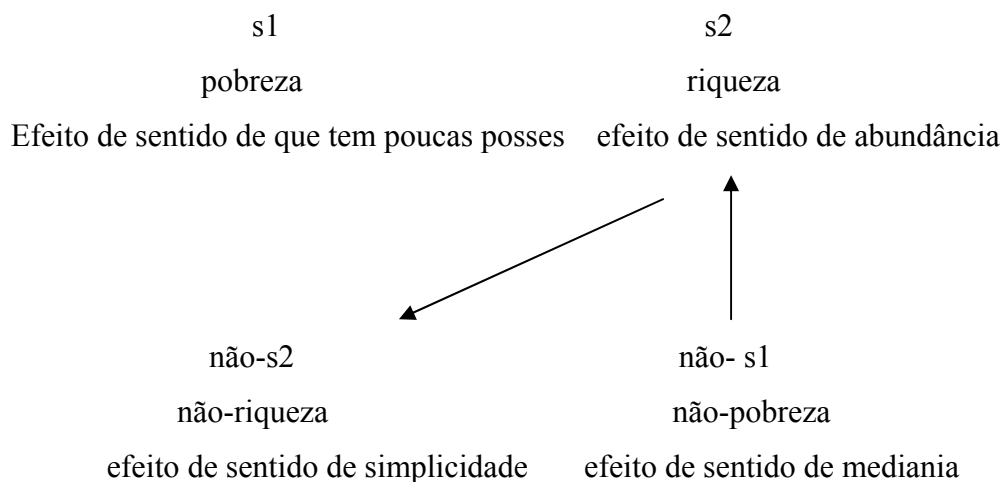 s1 s2
pobreza riqueza
Efeito de sentido de que tem poucas posses efeito de sentido de abundância
não-s2 não- s1
não-riqueza não-pobreza
efeito de sentido de simplicidade efeito de sentido de mediania